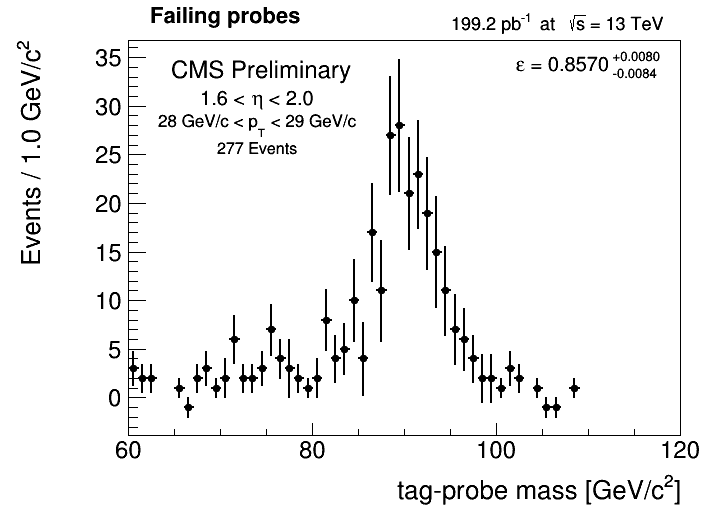 Failing probes
199.2 pb⁻¹ at √s = 13 TeV
CMS Preliminary
1.6 < η < 2.0
28 GeV/c < p_T < 29 GeV/c
277 Events
ε = 0.8570 +0.0080 -0.0084
Events / 1.0 GeV/c²
35
30
25
20
15
10
5
0
60 80 100 120
tag-probe mass [GeV/c²]